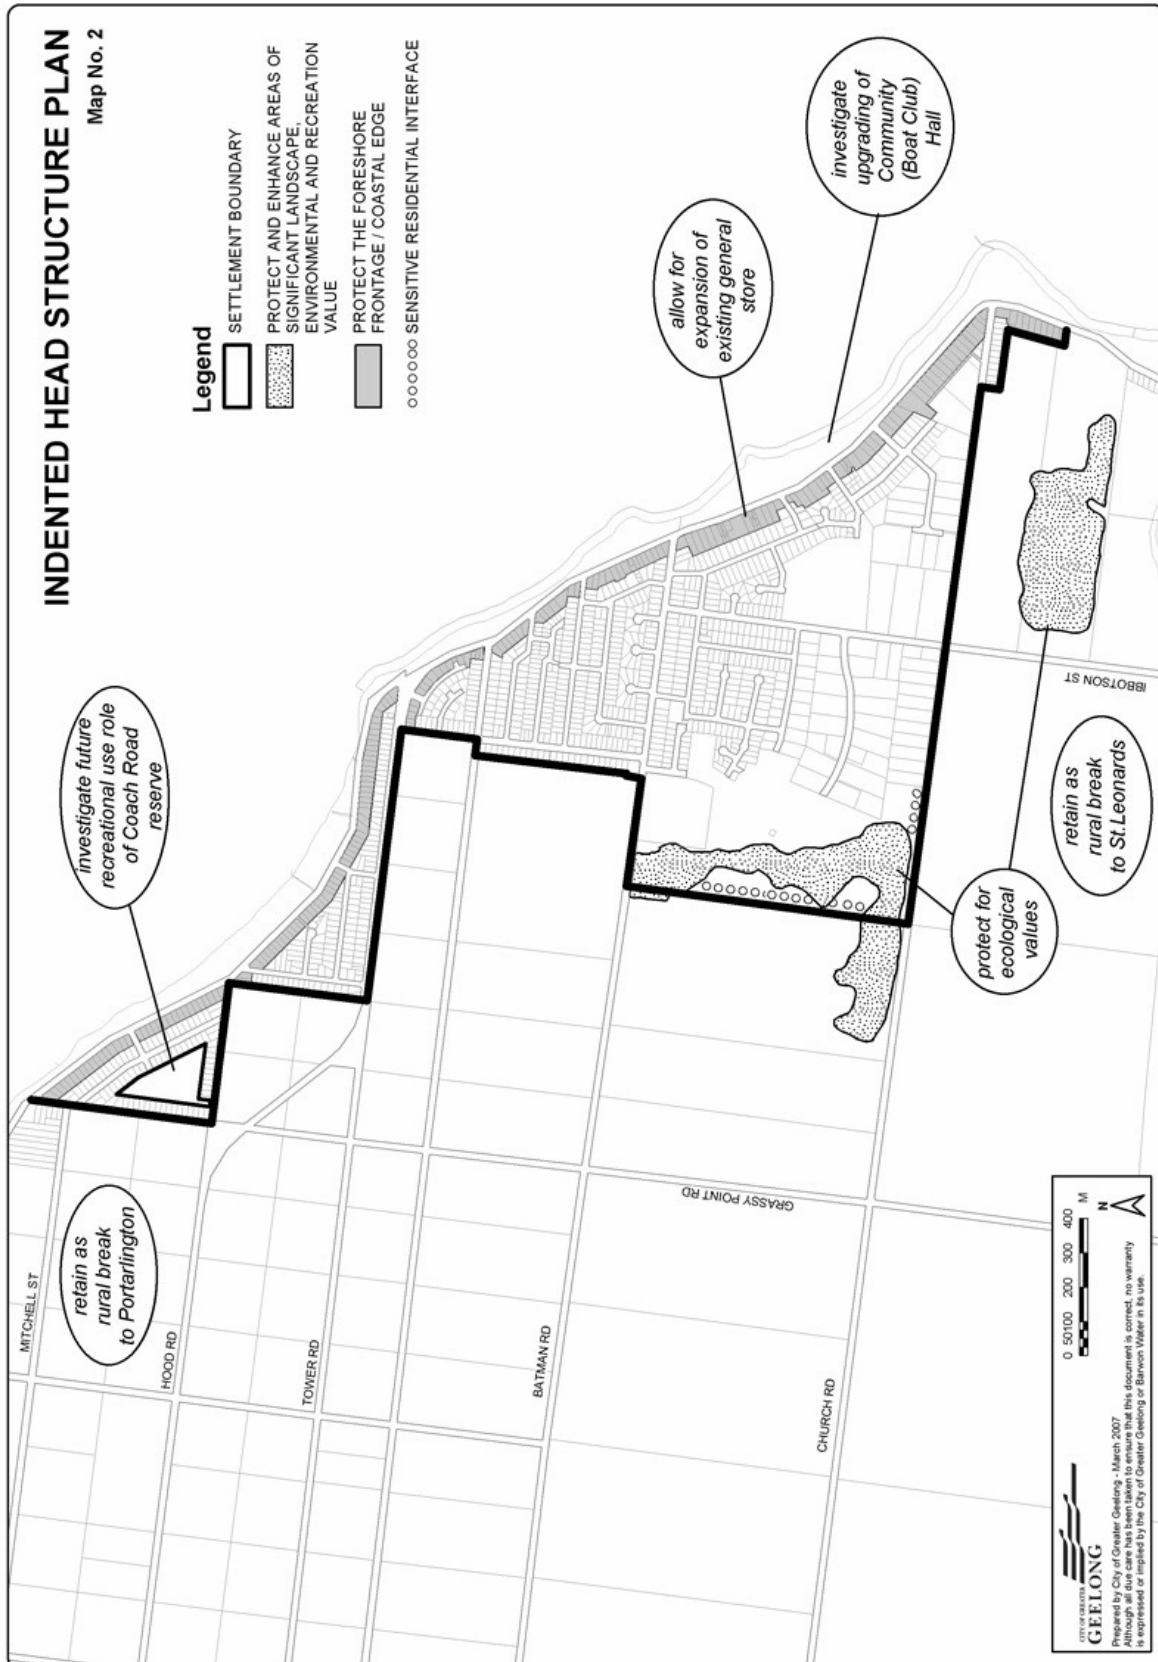 INDENTED HEAD STRUCTURE PLAN
Map No. 2
Legend
SETTLEMENT BOUNDARY
PROTECT AND ENHANCE AREAS OF
SIGNIFICANT LANDSCAPE,
ENVIRONMENTAL AND RECREATION
VALUE
PROTECT THE FORESHORE
FRONTAGE / COASTAL EDGE
SENSITIVE RESIDENTIAL INTERFACE
investigate future
recreational use role
of Coach Road
reserve
allow for
expansion of
existing general
store
investigate
upgrading of
Community
(Boat Club)
Hall
retain as
rural break
to Portarlington
MITCHELL ST
HOOD RD
TOWER RD
BATMAN RD
CHURCH RD
GRASSY POINT RD
IBBOTSON ST
protect for
ecological
values
retain as
rural break
to St.Leonards
CITY OF GREATER
GEELONG
0 50100 200 300 400
M
N
Prepared by City of Greater Geelong - March 2007
Although all due care has been taken to ensure that this document is correct, no warranty
is expressed or implied by the City of Greater Geelong or Barwon Water in its use.